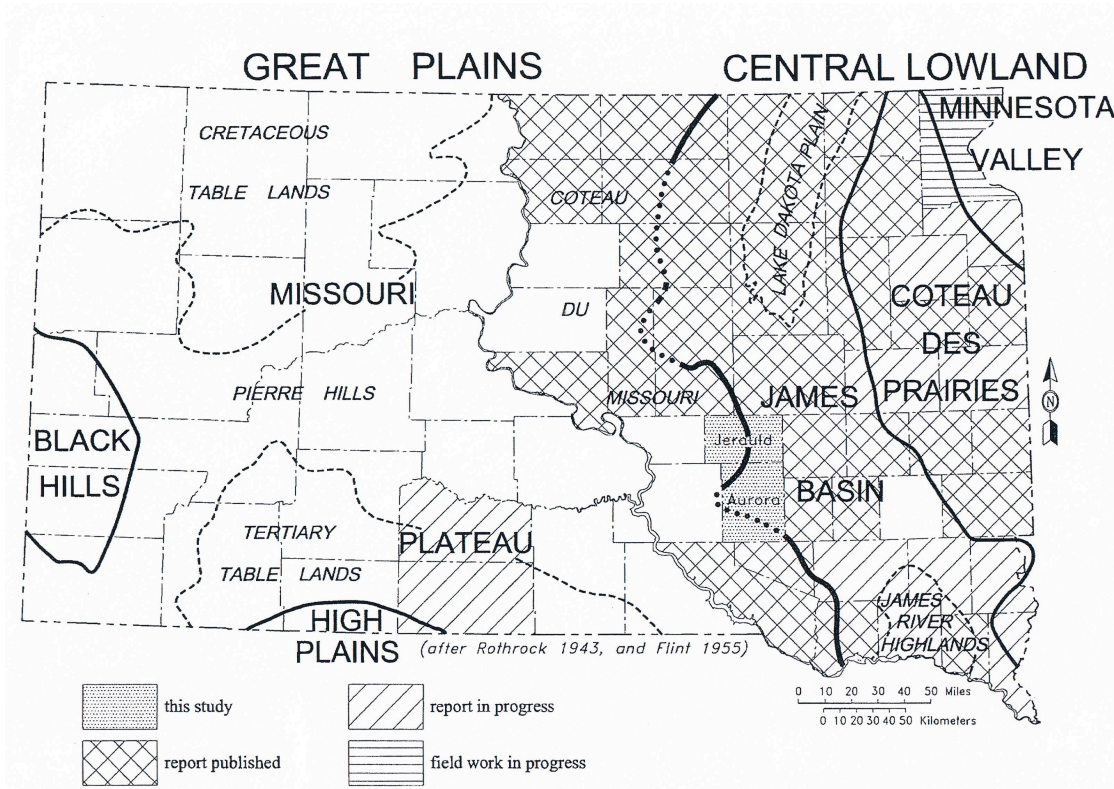 GREAT PLAINS
CENTRAL LOWLAND
MINNESOTA
VALLEY
CRETACEOUS
TABLE LANDS
COTEAU
LAKE DAKOTA PLAIN
MISSOURI
DU
COTEAU
DES
PRAIRIES
PIERRE HILLS
MISSOURI
JAMES
BLACK
HILLS
Jerauld
Aurora
BASIN
TERTIARY
TABLE LANDS
PLATEAU
HIGH
PLAINS
JAMES
RIVER
HIGHLANDS
N
(after Rothrock 1943, and Flint 1955)
0 10 20 30 40 50 Miles
0 10 20 30 40 50 Kilometers
this study
report in progress
report published
field work in progress